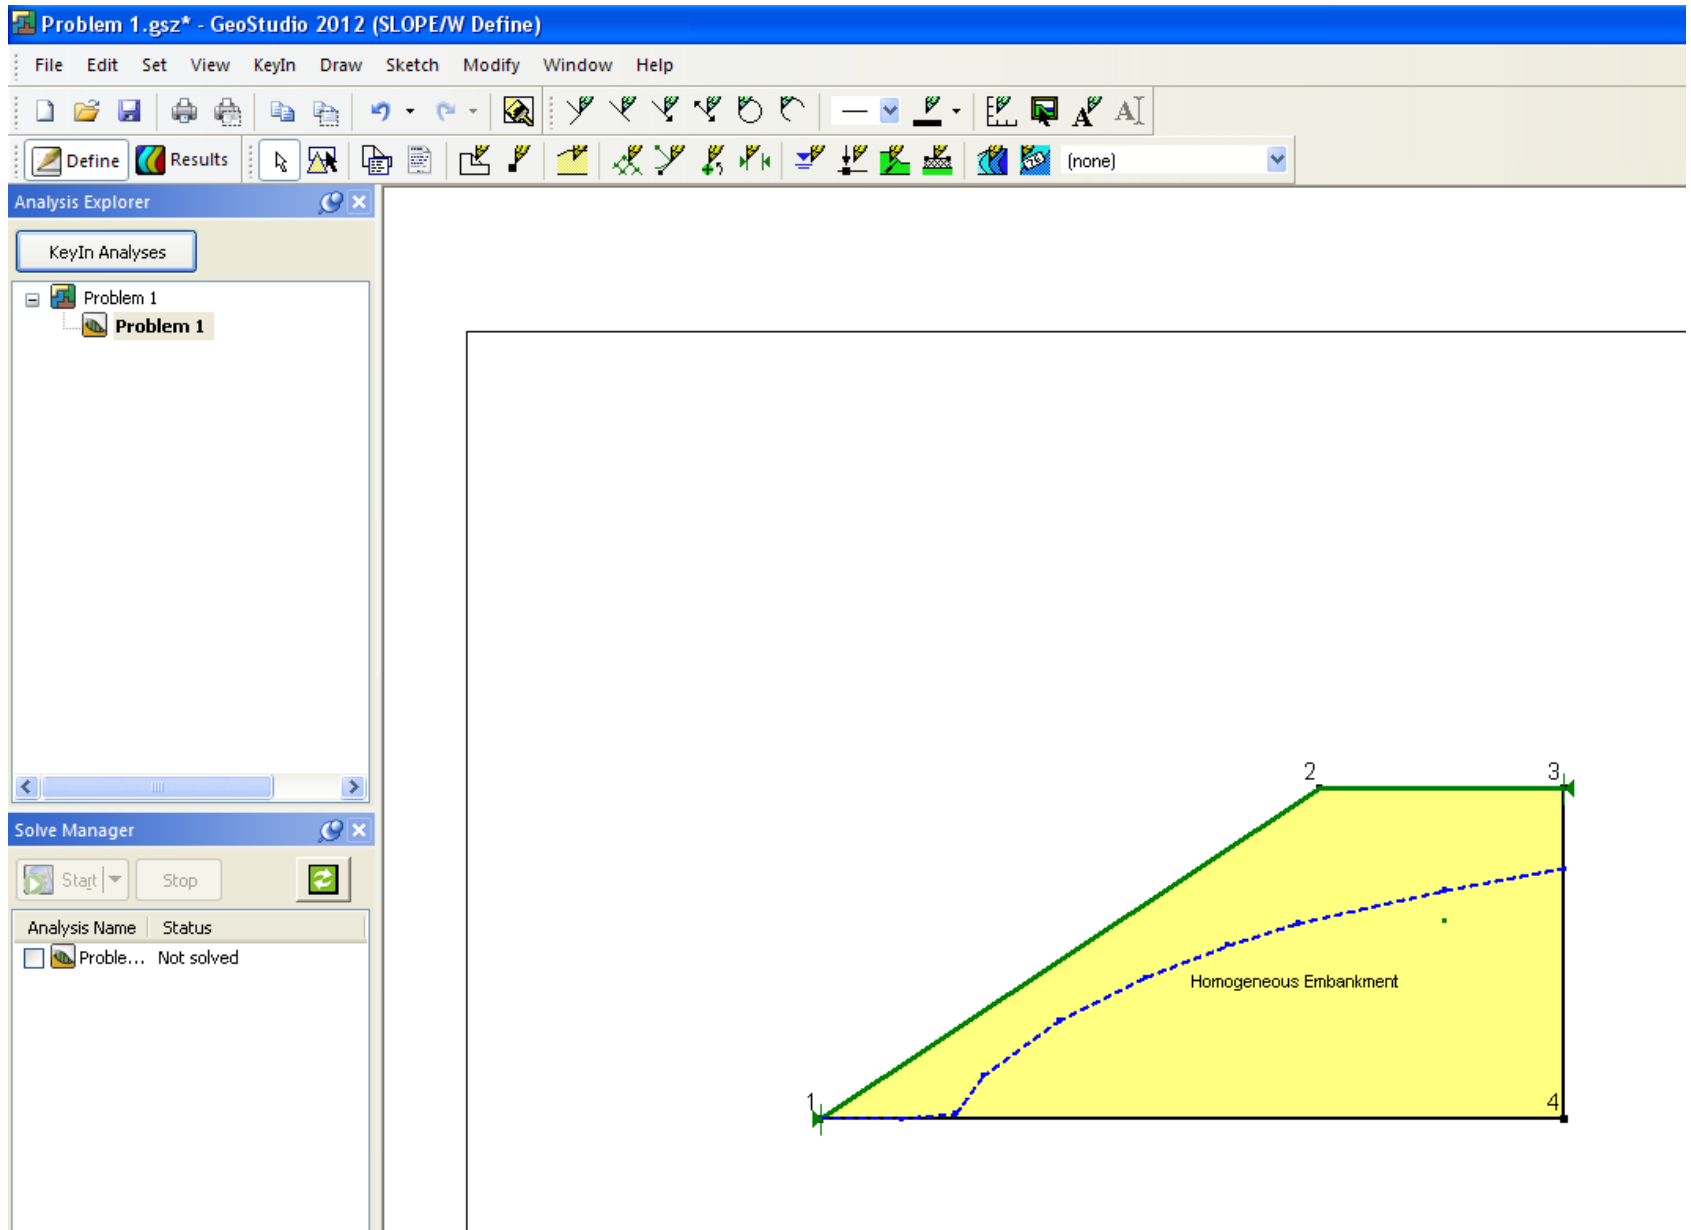 Problem 1.gsz* - GeoStudio 2012 (SLOPE/W Define)
File Edit Set View KeyIn Draw Sketch Modify Window Help
Define Results (none)
Analysis Explorer
KeyIn Analyses
Problem 1
Problem 1
Solve Manager
Start Stop
Analysis Name Status
Proble... Not solved
2 3
Homogeneous Embankment
1 4